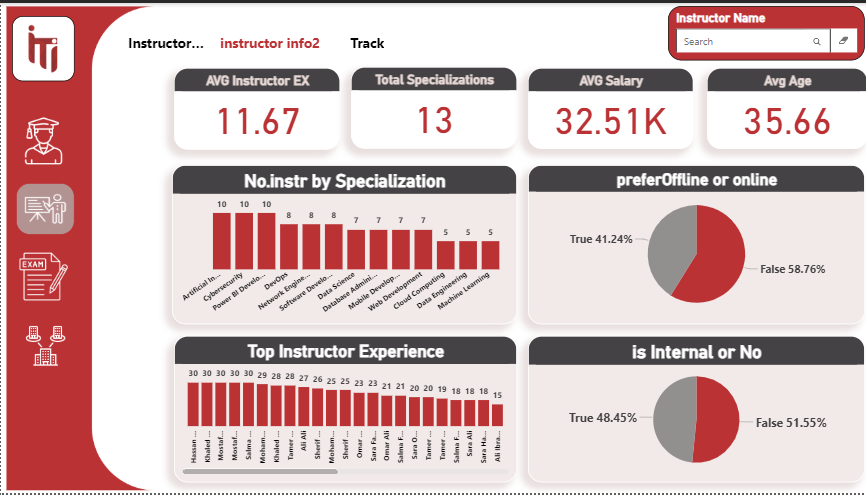 iTi
Instructor... instructor info2 Track
Instructor Name
Search
AVG Instructor EX
11.67
Total Specializations
13
AVG Salary
32.51K
Avg Age
35.66
EXAM
No.instr by Specialization
10 10 10 8 8 8 7 7 7 7 5 5 5
Artificial In...
Cybersecurity
Power BI Develo...
DevOps
Network Engine...
Software Develo...
Data Science
Database Admini...
Mobile Develop...
Web Development
Cloud Computing
Data Engineering
Machine Learning
preferOffline or online
True 41.24%
False 58.76%
Top Instructor Experience
30 30 30 30 30 29 28 28 27 26 25 25 23 23 21 21 20 20 19 18 18 18 15
Hassan ...
Khaled ...
Mostaf...
Mostaf...
Salma ...
Moham...
Khaled ...
Tamer ...
Ali Ali
Sherif ...
Moham...
Sherif ...
Omar ...
Sara Fa...
Omar Ali
Salma F...
Sara O...
Tamer ...
Tamer ...
Salma F...
Sara Ali
Sara Ha...
Ali Ibra...
is Internal or No
True 48.45%
False 51.55%